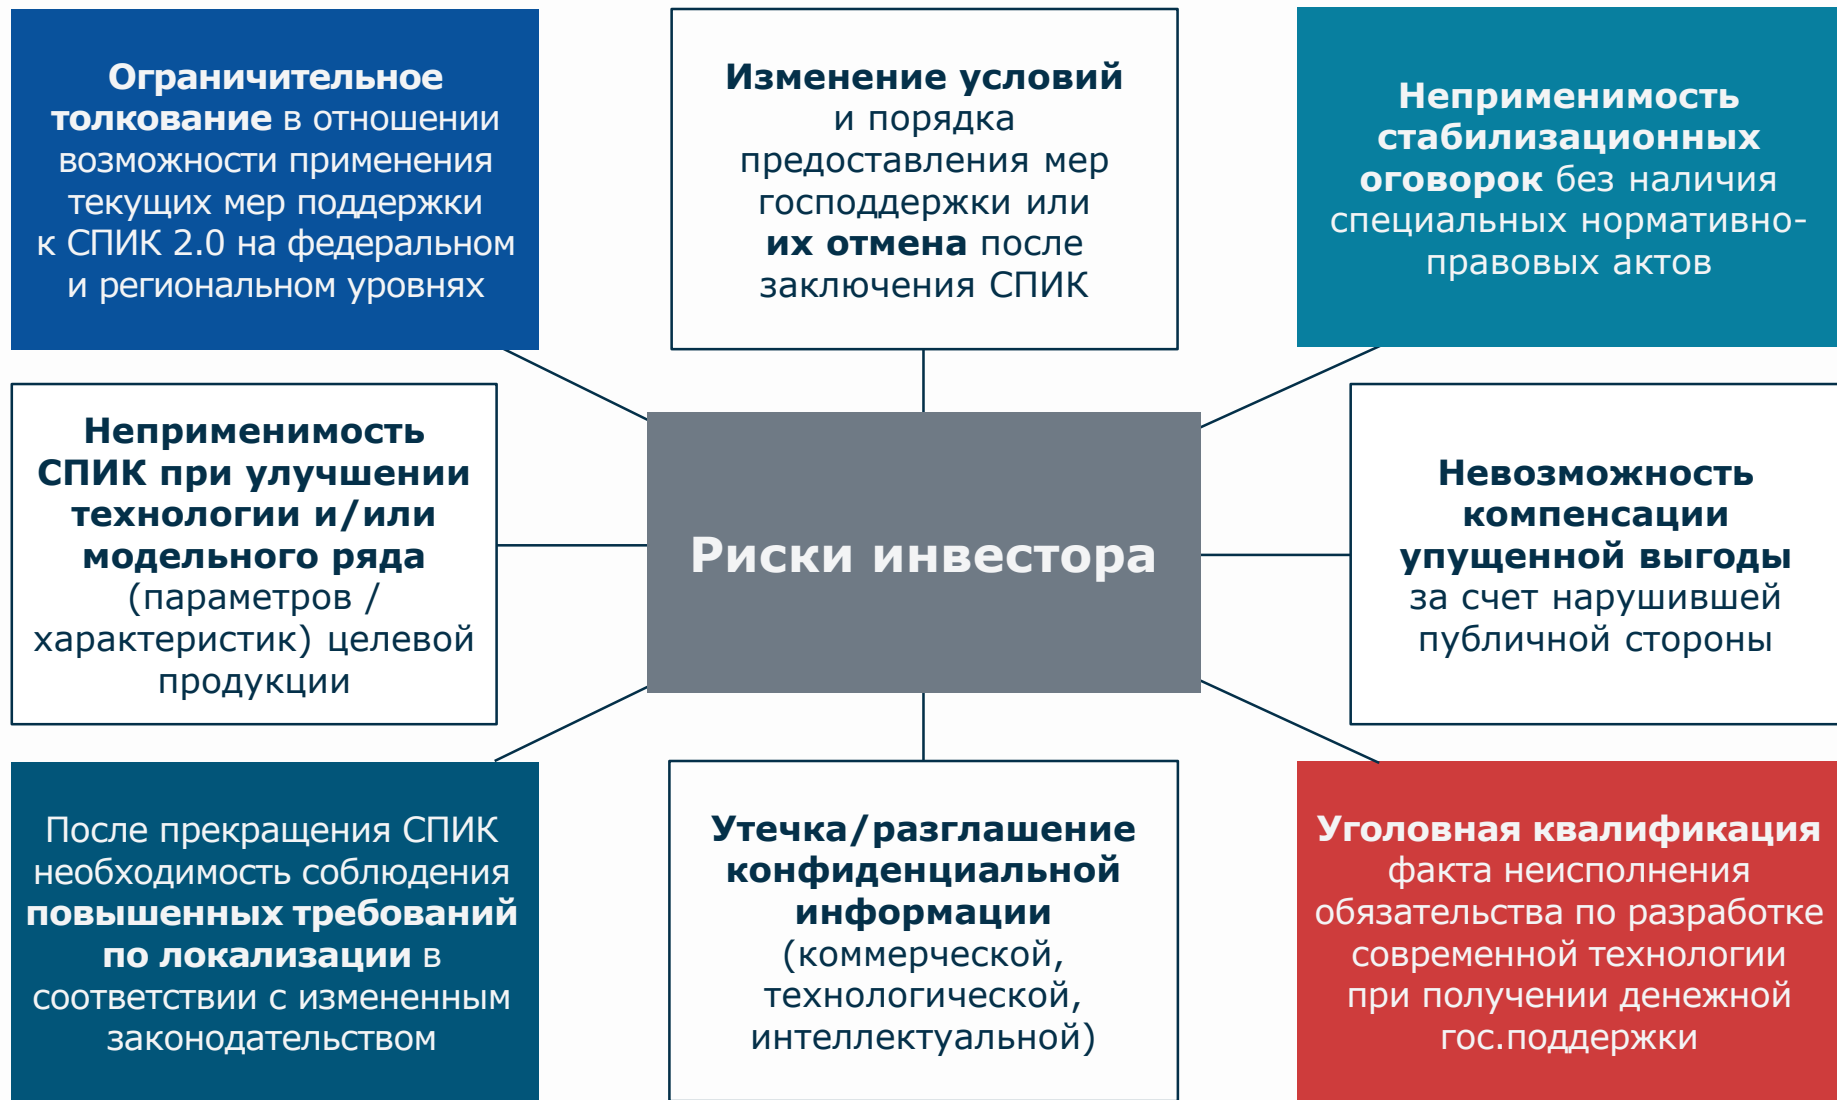 Ограничительное
толкование в отношении
возможности применения
текущих мер поддержки
к СПИК 2.0 на федеральном
и региональном уровнях
Изменение условий
и порядка
предоставления мер
господдержки или
их отмена после
заключения СПИК
Неприменимость
стабилизационных
оговорок без наличия
специальных нормативно-
правовых актов
Неприменимость
СПИК при улучшении
технологии и/или
модельного ряда
(параметров /
характеристик) целевой
продукции
Риски инвестора
Невозможность
компенсации
упущенной выгоды
за счет нарушившей
публичной стороны
После прекращения СПИК
необходимость соблюдения
повышенных требований
по локализации в
соответствии с измененным
законодательством
Утечка/разглашение
конфиденциальной
информации
(коммерческой,
технологической,
интеллектуальной)
Уголовная квалификация
факта неисполнения
обязательства по разработке
современной технологии
при получении денежной
гос.поддержки